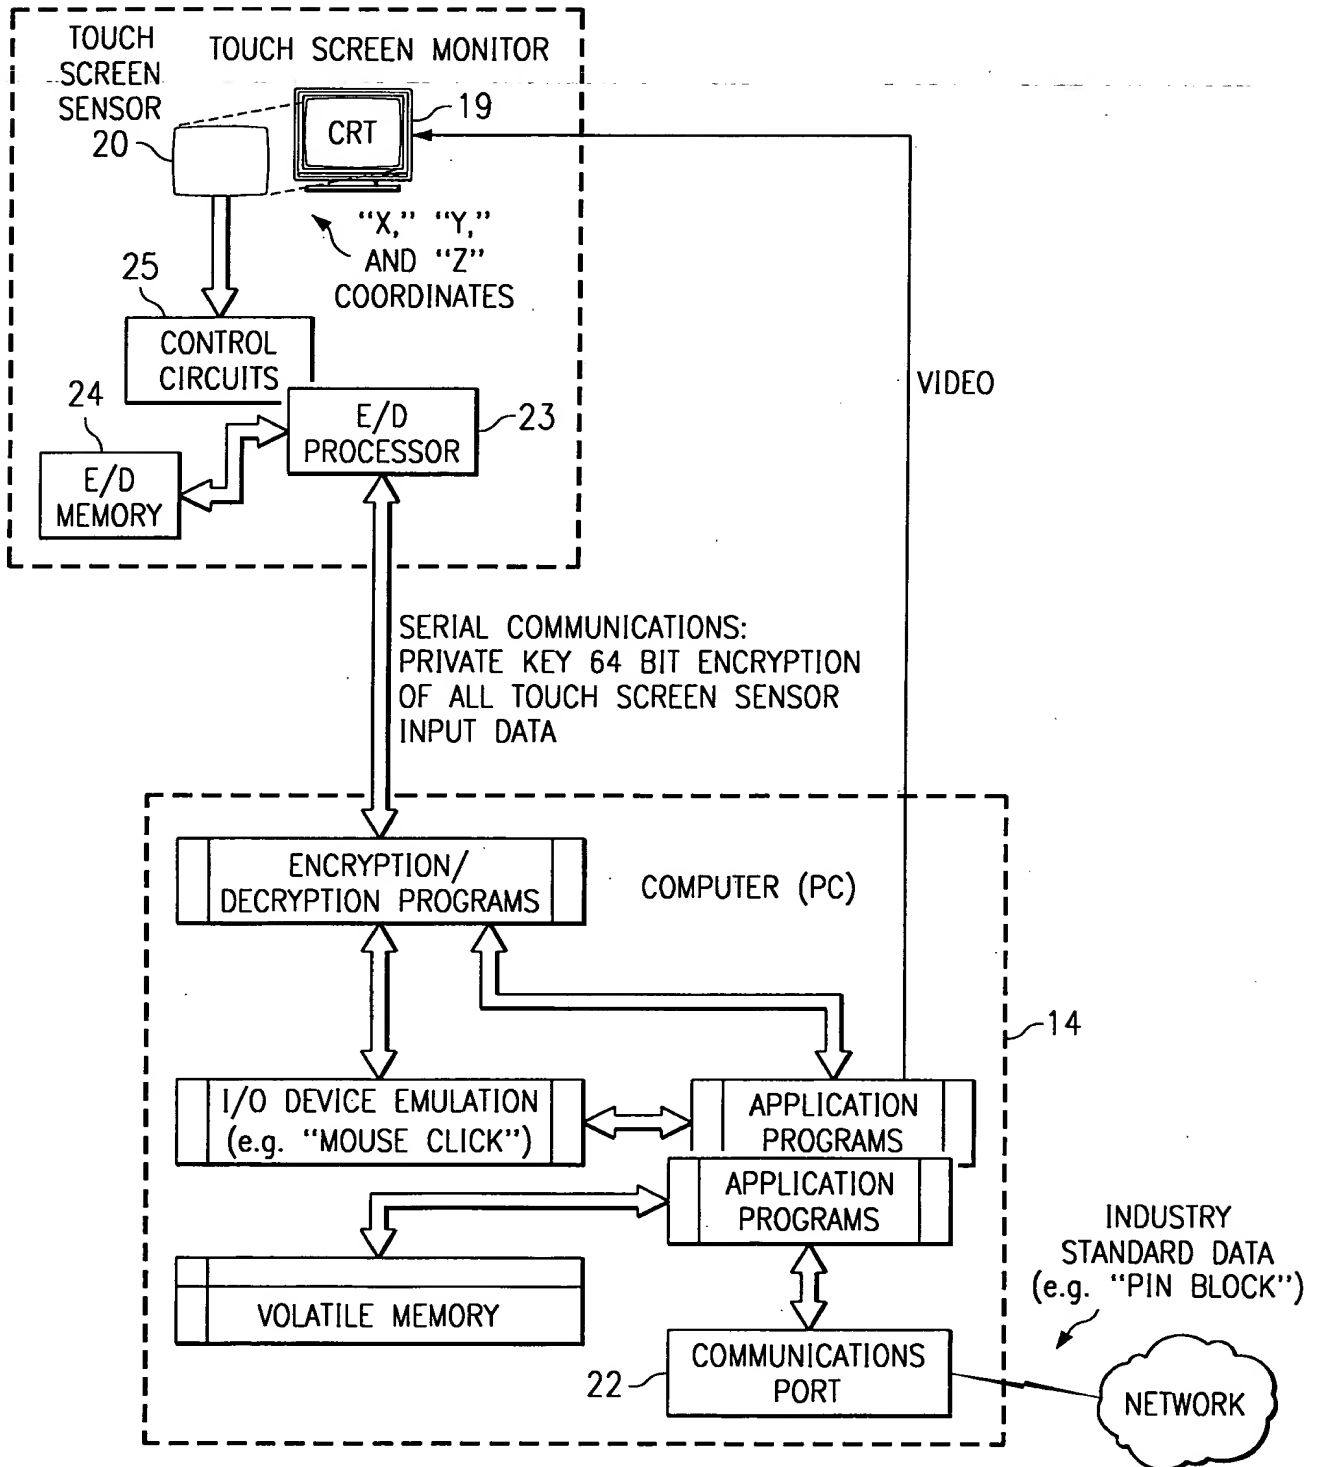 TOUCH
SCREEN
SENSOR
20
TOUCH SCREEN MONITOR
CRT
19
"X," "Y,"
AND "Z"
COORDINATES
25
CONTROL
CIRCUITS
24
E/D
PROCESSOR
23
E/D
MEMORY
VIDEO
SERIAL COMMUNICATIONS:
PRIVATE KEY 64 BIT ENCRYPTION
OF ALL TOUCH SCREEN SENSOR
INPUT DATA
ENCRYPTION/
DECRYPTION PROGRAMS
COMPUTER (PC)
14
I/O DEVICE EMULATION
(e.g. "MOUSE CLICK")
APPLICATION
PROGRAMS
APPLICATION
PROGRAMS
VOLATILE MEMORY
INDUSTRY
STANDARD DATA
(e.g. "PIN BLOCK")
22
COMMUNICATIONS
PORT
NETWORK